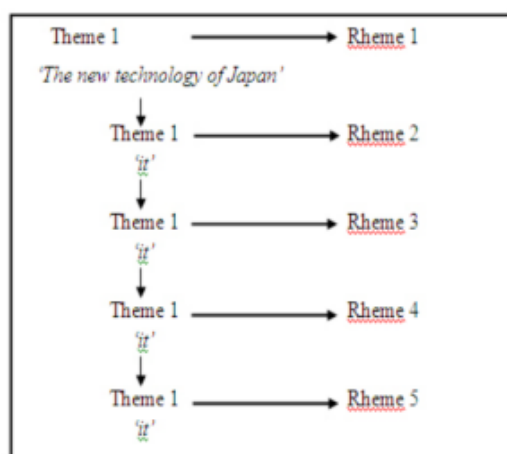 Theme 1 Rheme 1
'The new technology of Japan'
Theme 1 Rheme 2
'it'
Theme 1 Rheme 3
'it'
Theme 1 Rheme 4
'it'
Theme 1 Rheme 5
'it'